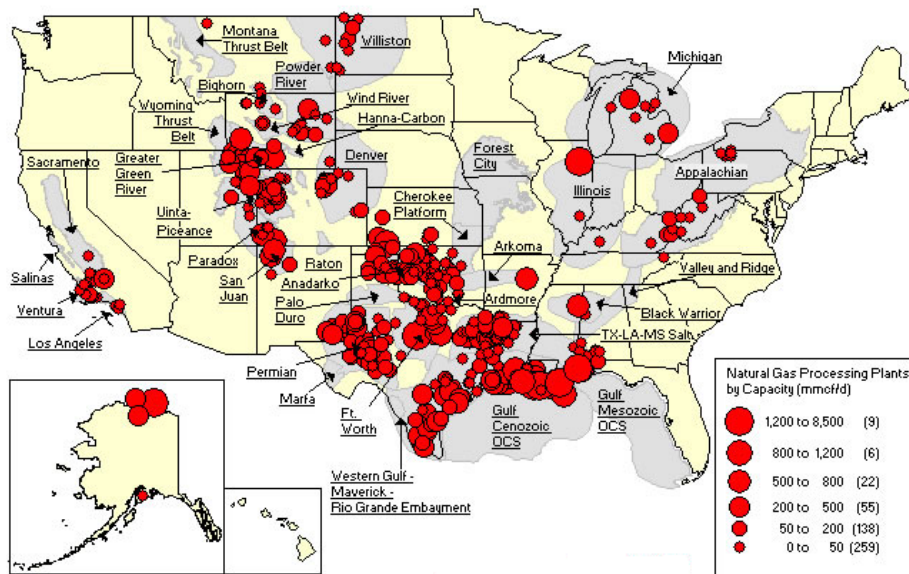 Montana
Thrust Belt
Williston
Michigan
Powder
River
Bighorn
Wyoming
Thrust
Belt
Wind River
Hanna-Carbon
Sacramento
Greater
Green
River
Denver
Forest
City
Illinois
Appalachian
Cherokee
Platform
Uinta-
Piceance
Salinas
Paradox
San
Juan
Raton
Anadarko
Arkoma
Valley and Ridge
Ventura
Palo
Duro
Ardmore
Black Warrior
Los Angeles
TX-LA-MS Salt
Permian
Marfa
Ft.
Worth
Gulf
Cenozoic
OCS
Gulf
Mesozoic
OCS
Western Gulf -
Maverick -
Rio Grande Embayment
Natural Gas Processing Plants
by Capacity (mmcf/d)
1,200 to 8,500 (9)
800 to 1,200 (6)
500 to 800 (22)
200 to 500 (55)
50 to 200 (138)
0 to 50 (259)